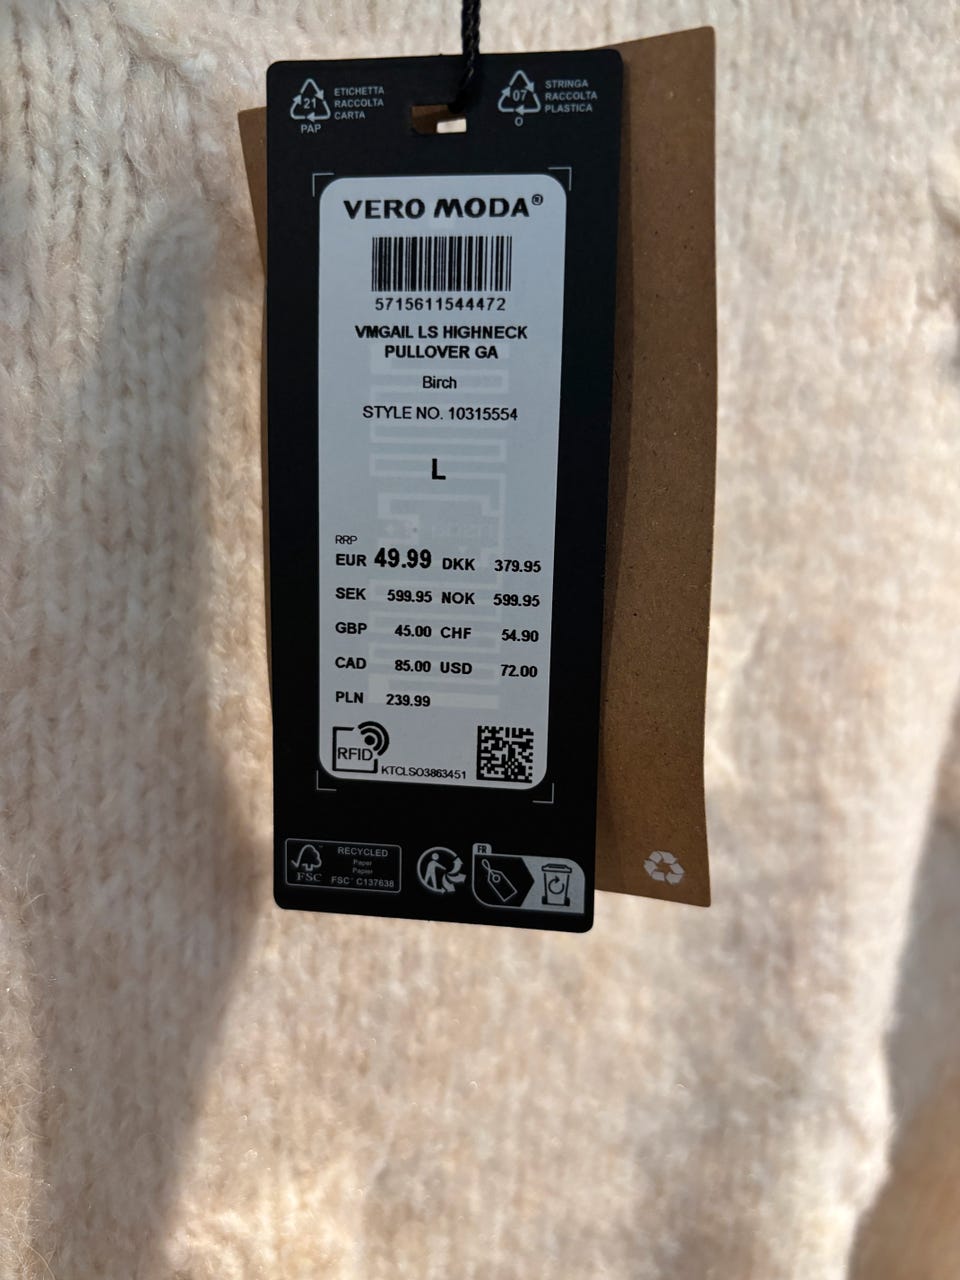 21
PAP
ETICHETTA
RACCOLTA
CARTA
07
O
STRINGA
RACCOLTA
PLASTICA
VERO MODA®
5715611544472
VMGAIL LS HIGHNECK
PULLOVER GA
Birch
STYLE NO. 10315554
L
RRP
EUR 49.99 DKK 379.95
SEK 599.95 NOK 599.95
GBP 45.00 CHF 54.90
CAD 85.00 USD 72.00
PLN 239.99
RFID
KTCLSO3863451
FSC
RECYCLED
Paper
Papier
FSC® C137638
FR